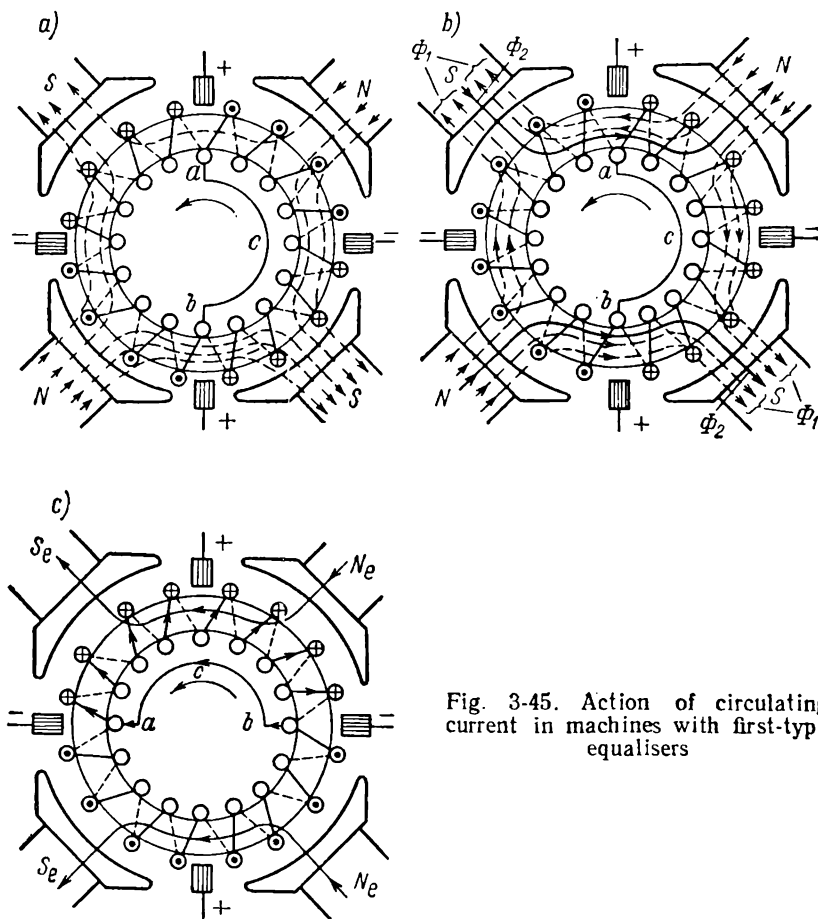 a)
S
N
+
a
c
b
–
–
N
S
+
b)
Φ₁
S
Φ₂
N
+
a
c
b
–
–
N
Φ₂
S
Φ₁
+
c)
Sₑ
Nₑ
+
c
a
b
–
–
Sₑ
Nₑ
+
Fig. 3-45. Action of circulating
current in machines with first-typ
equalisers